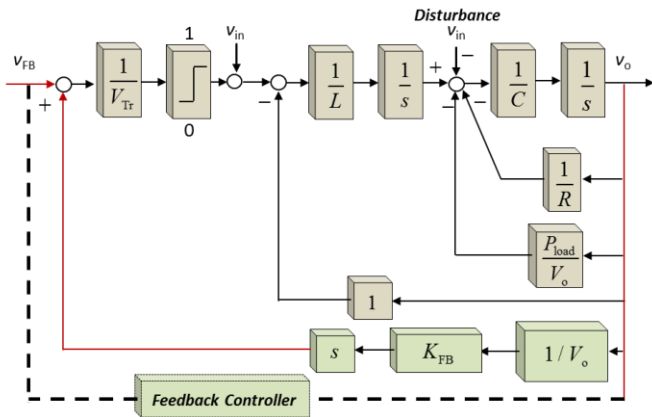 Disturbance
v_FB
1
v_in
v_in
v_o
+
1/V_Tr
0
−
1/L
1/s
+
−
−
−
1/C
1/s
1/R
P_load/V_o
1
s
K_FB
1/V_o
Feedback Controller